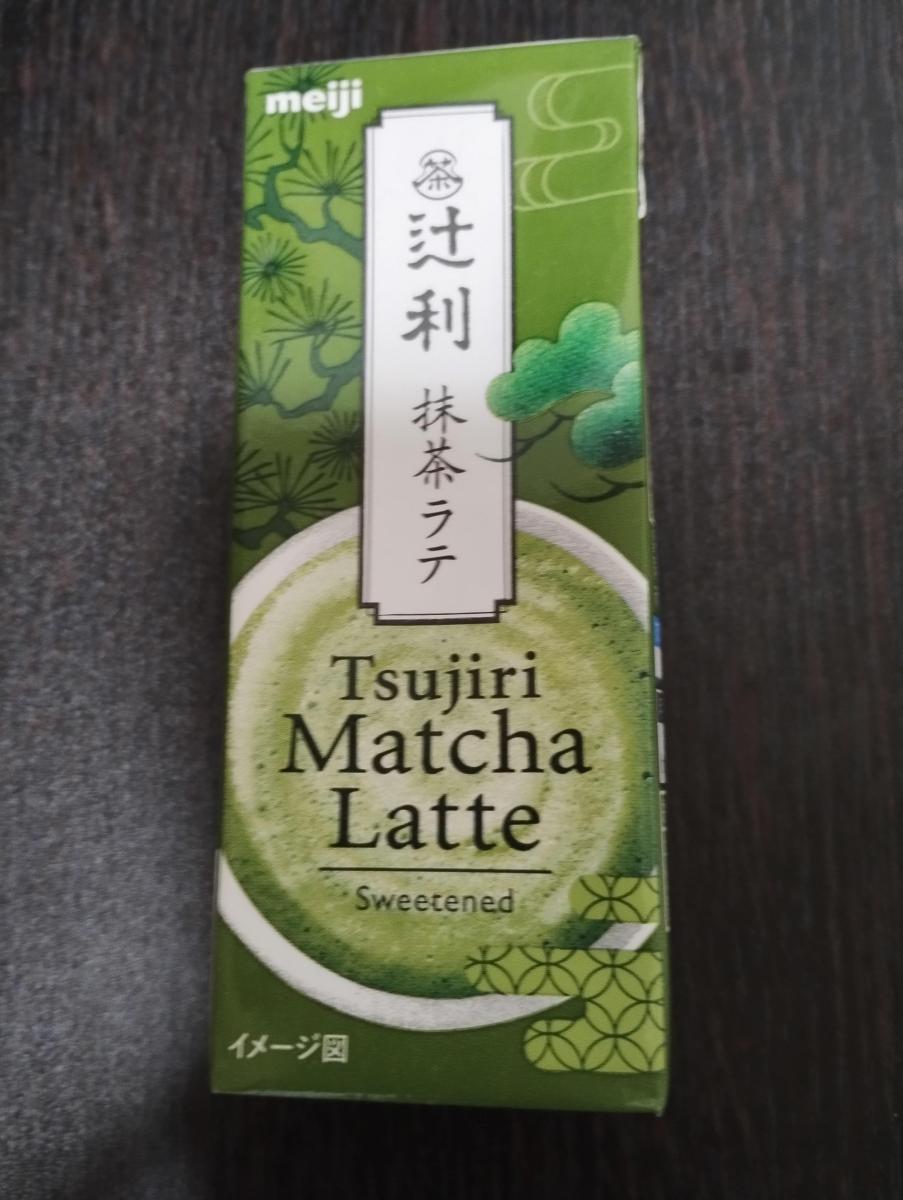 meiji
茶
辻利
抹茶ラテ
Tsujiri
Matcha
Latte
Sweetened
イメージ図